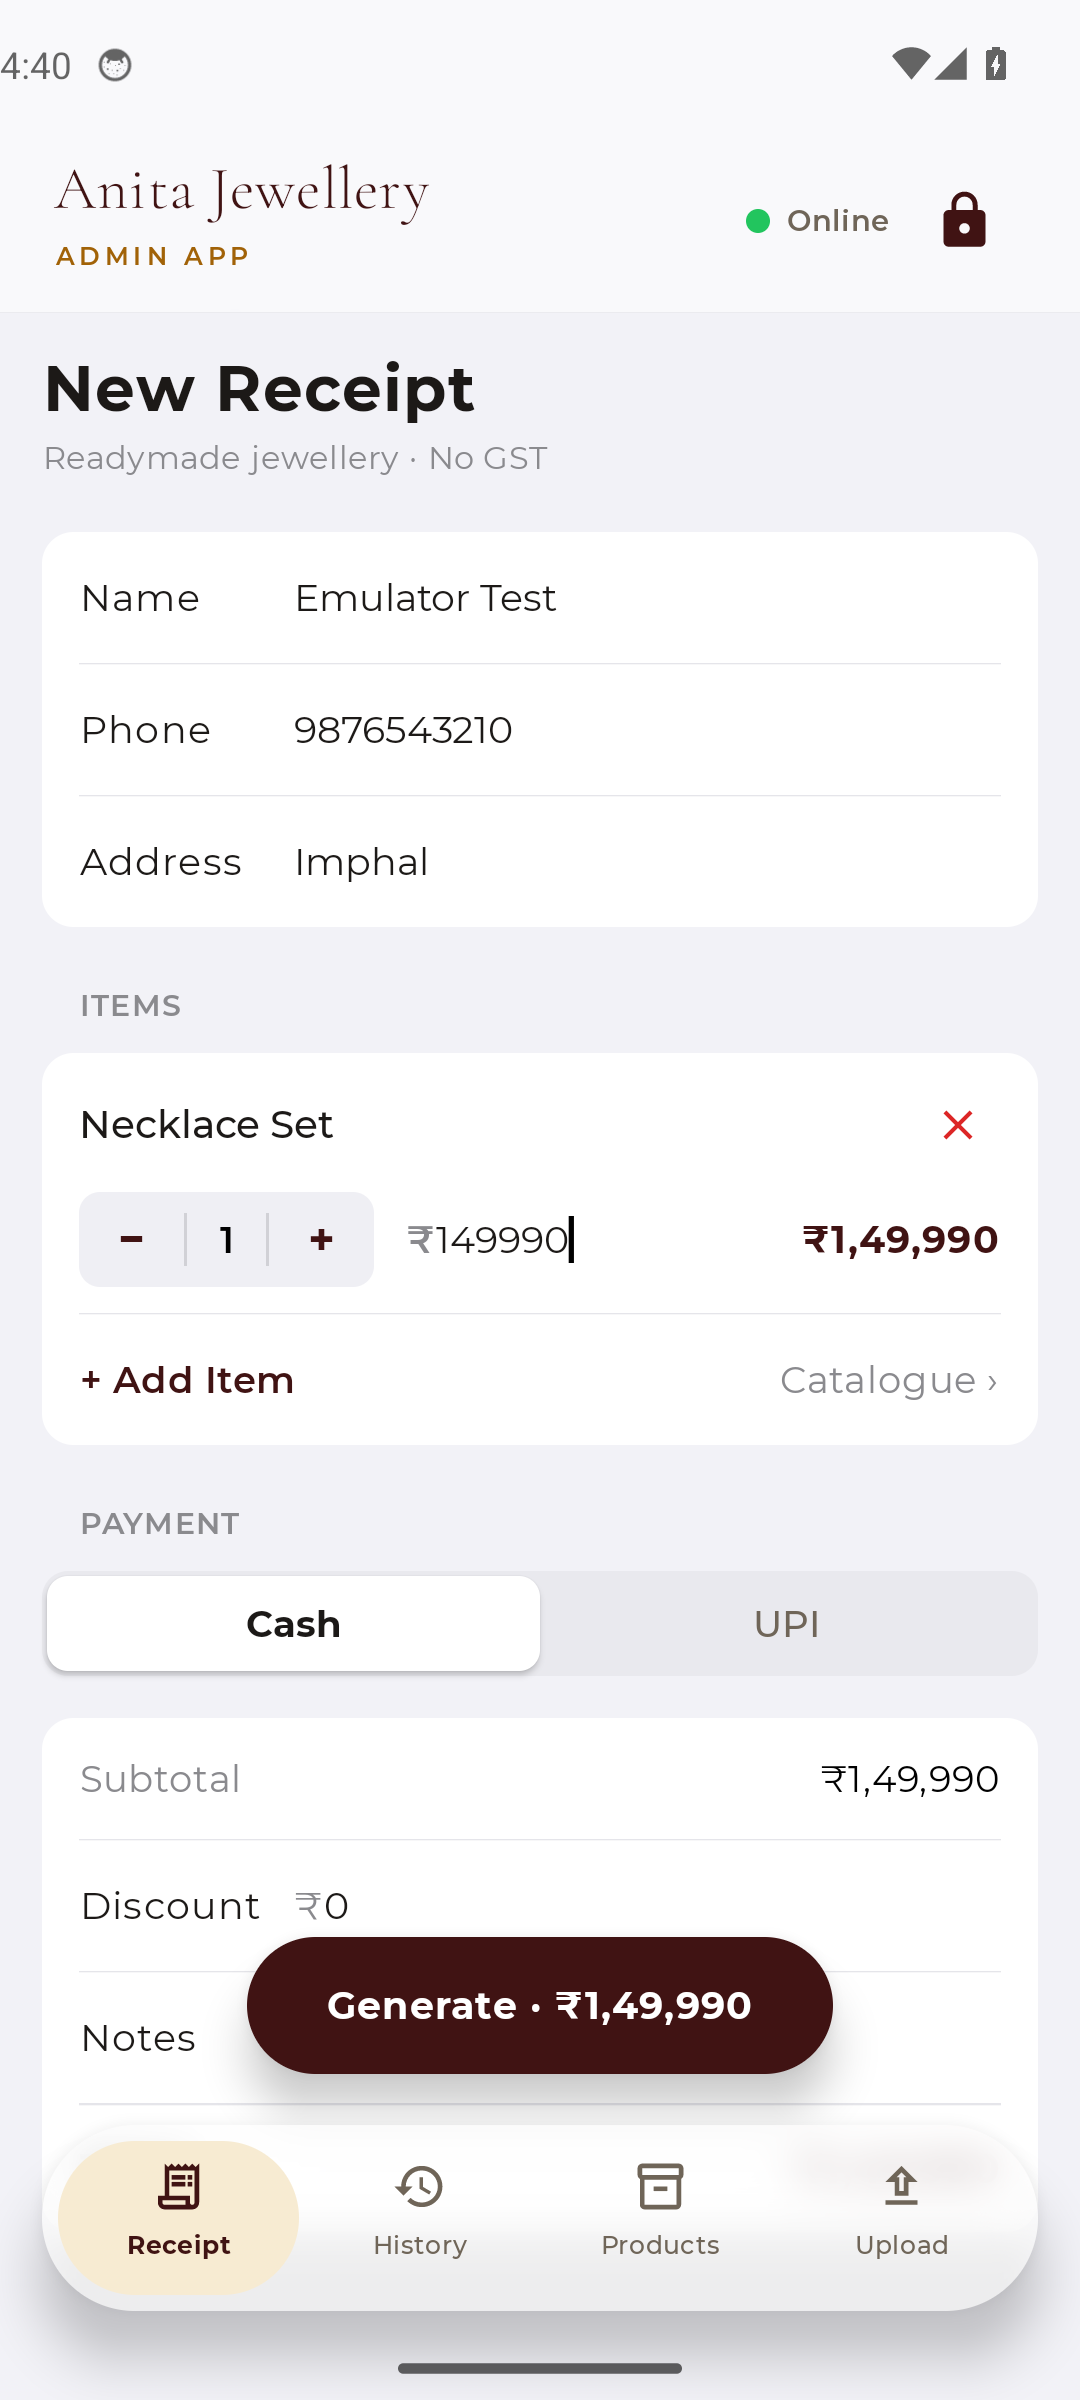 4:40
Anita Jewellery
ADMIN APP
Online
New Receipt
Readymade jewellery · No GST
Name Emulator Test
Phone 9876543210
Address Imphal
ITEMS
Necklace Set
− 1 + ₹149990 ₹1,49,990
+ Add Item Catalogue ›
PAYMENT
Cash UPI
Subtotal ₹1,49,990
Discount ₹0
Generate · ₹1,49,990
Notes
Receipt History Products Upload